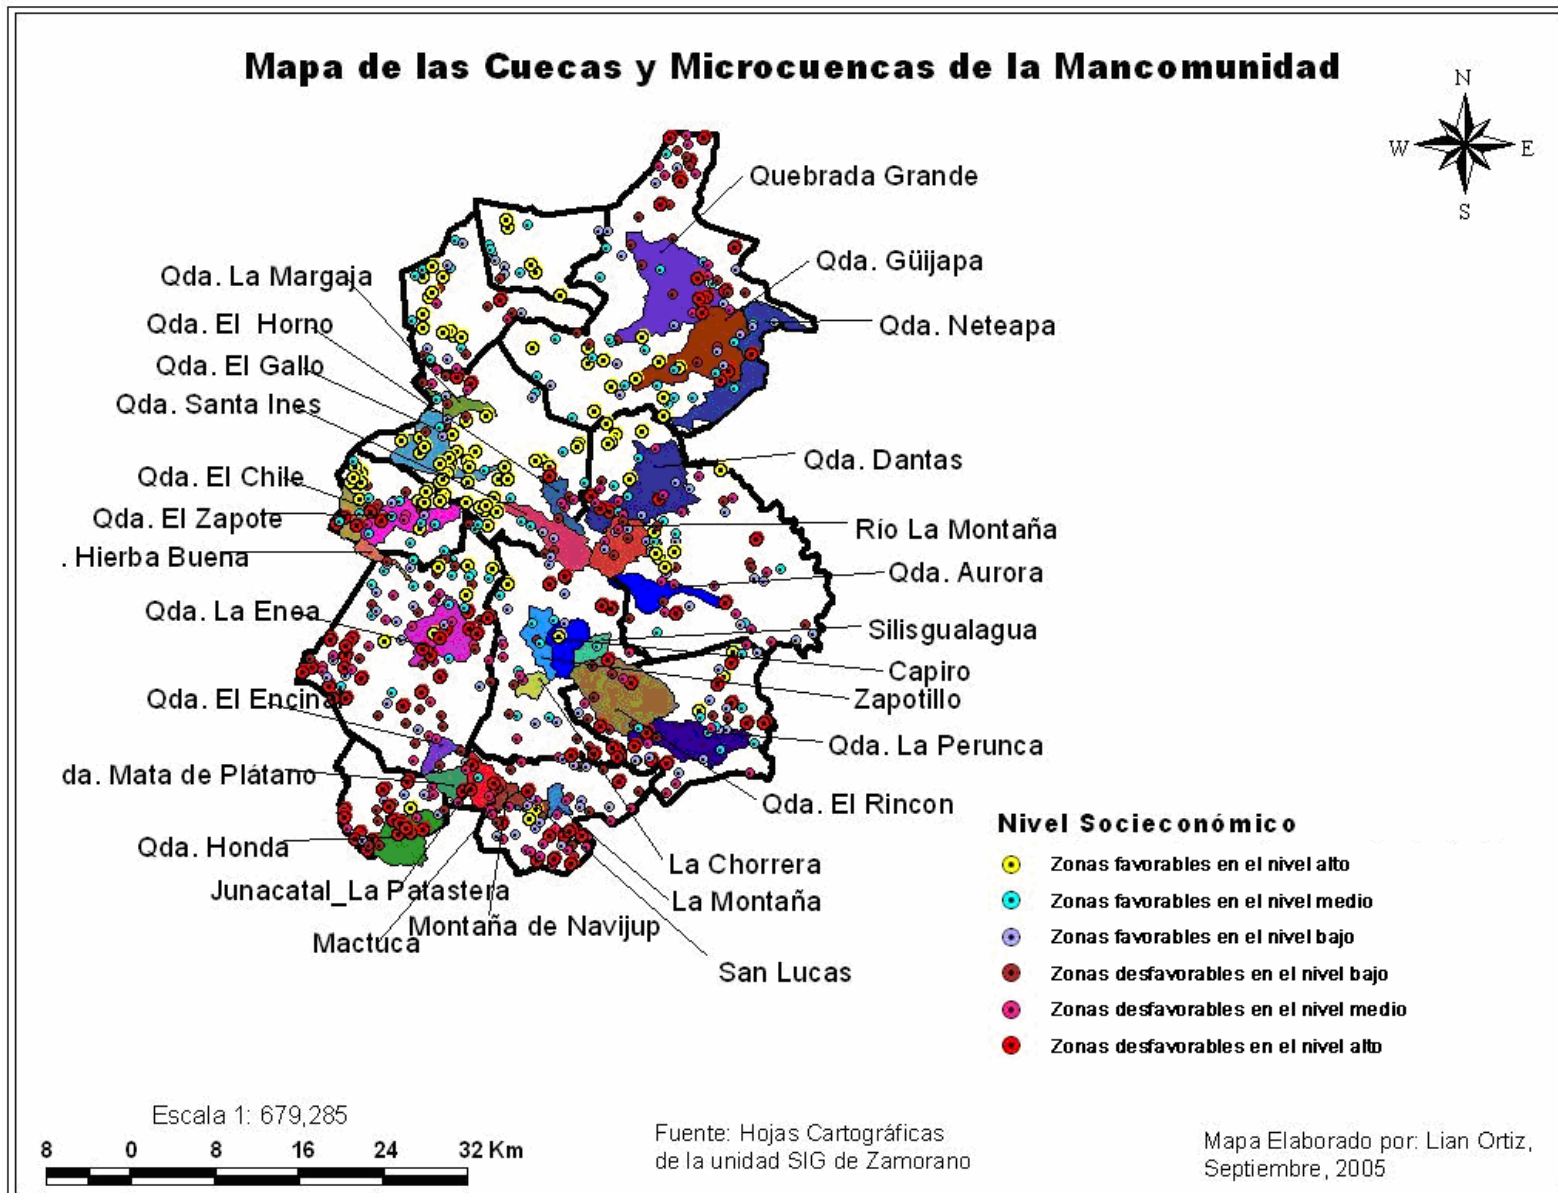 Mapa de las Cuecas y Microcuencas de la Mancomunidad
N
W
E
S
Quebrada Grande
Qda. Güijapa
Qda. La Margaja
Qda. El Horno
Qda. Neteapa
Qda. El Gallo
Qda. Santa Ines
Qda. Dantas
Qda. El Chile
Qda. El Zapote
Río La Montaña
. Hierba Buena
Qda. Aurora
Qda. La Enea
Silisgualagua
Capiro
Qda. El Encinal
Zapotillo
Qda. La Perunca
da. Mata de Plátano
Qda. El Rincon
Qda. Honda
La Chorrera
Junacatal_La Patastera
La Montaña
Montaña de Navijup
Mactuca
San Lucas
Nivel Socieconómico
Zonas favorables en el nivel alto
Zonas favorables en el nivel medio
Zonas favorables en el nivel bajo
Zonas desfavorables en el nivel bajo
Zonas desfavorables en el nivel medio
Zonas desfavorables en el nivel alto
Escala 1: 679,285
8 0 8 16 24 32 Km
Fuente: Hojas Cartográficas
de la unidad SIG de Zamorano
Mapa Elaborado por: Lian Ortiz,
Septiembre, 2005